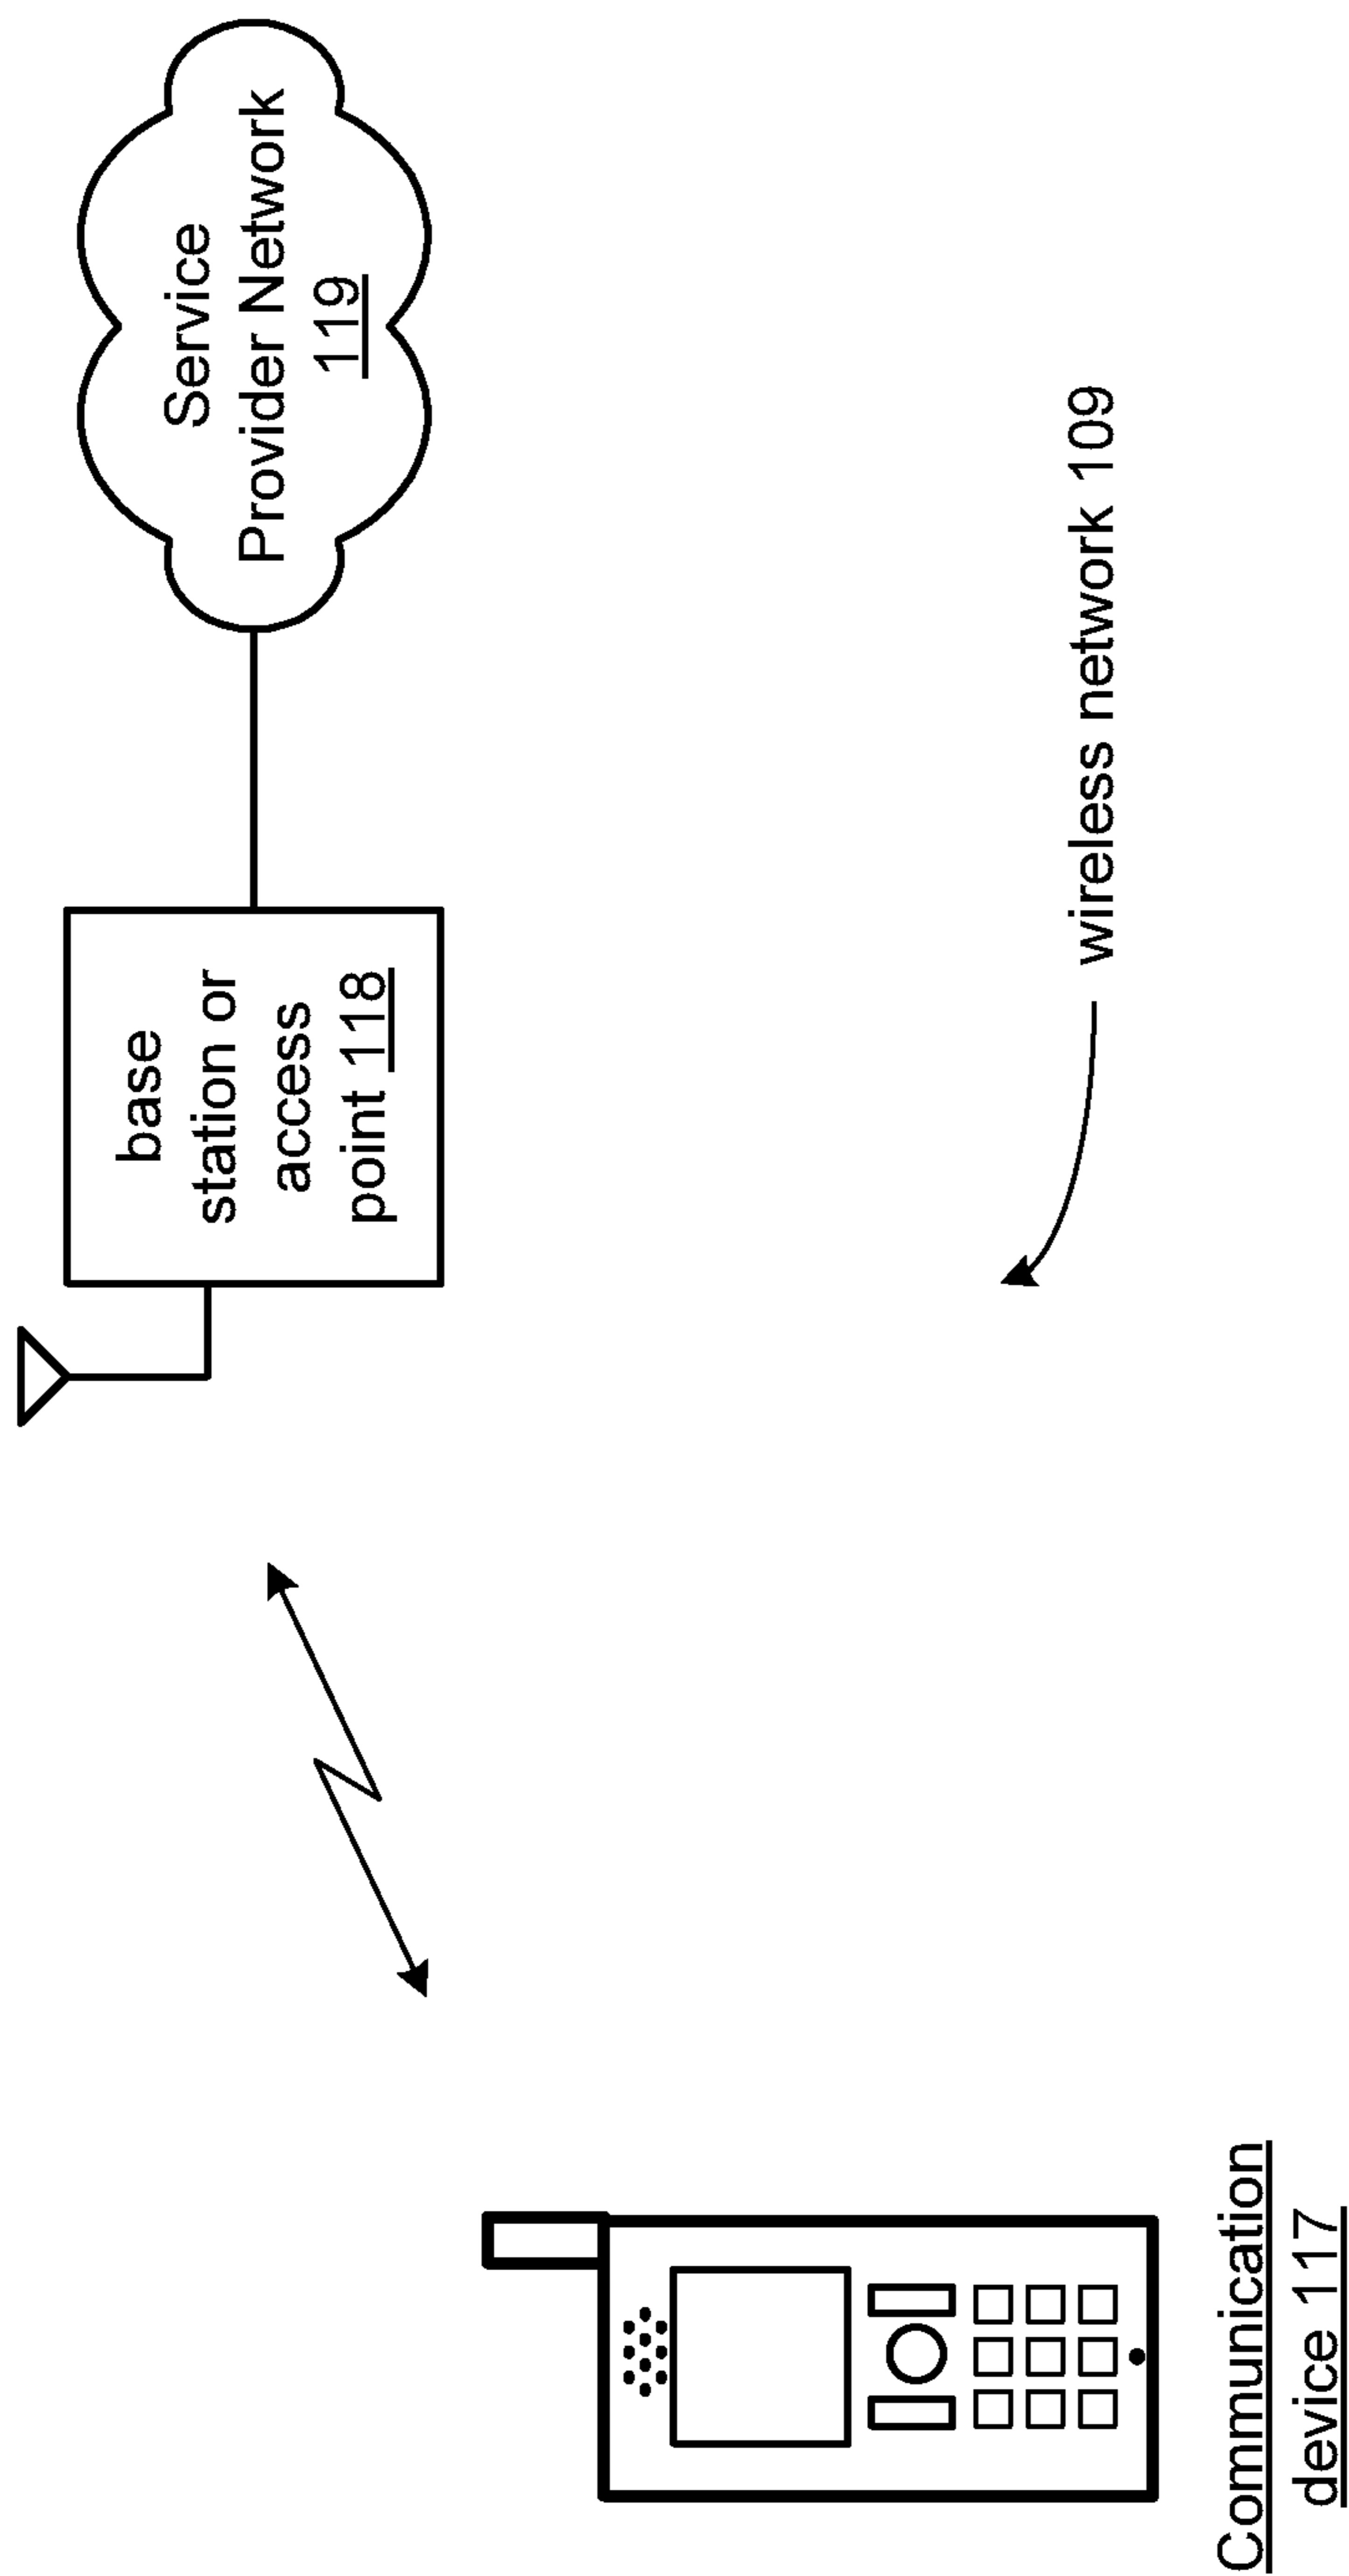 base
station or
access
point 118
Service
Provider Network
119
wireless network 109
Communication
device 117